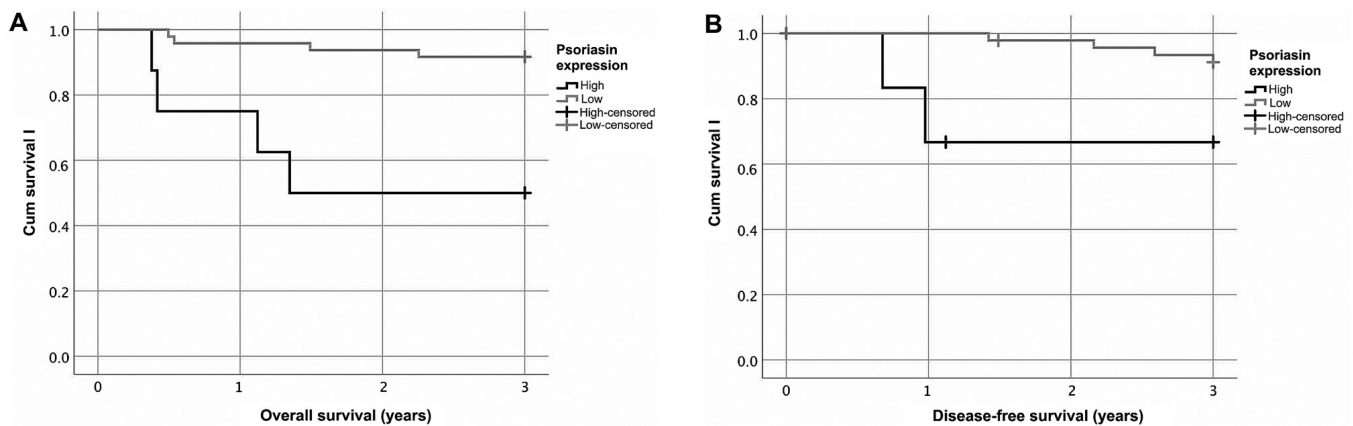 A
Cum survival I
1.0
0.8
0.6
0.4
0.2
0.0
0
1
2
3
Overall survival (years)
Psoriasin
expression
High
Low
High-censored
Low-censored
B
Cum survival I
1.0
0.8
0.6
0.4
0.2
0.0
0
1
2
3
Disease-free survival (years)
Psoriasin
expression
High
Low
High-censored
Low-censored